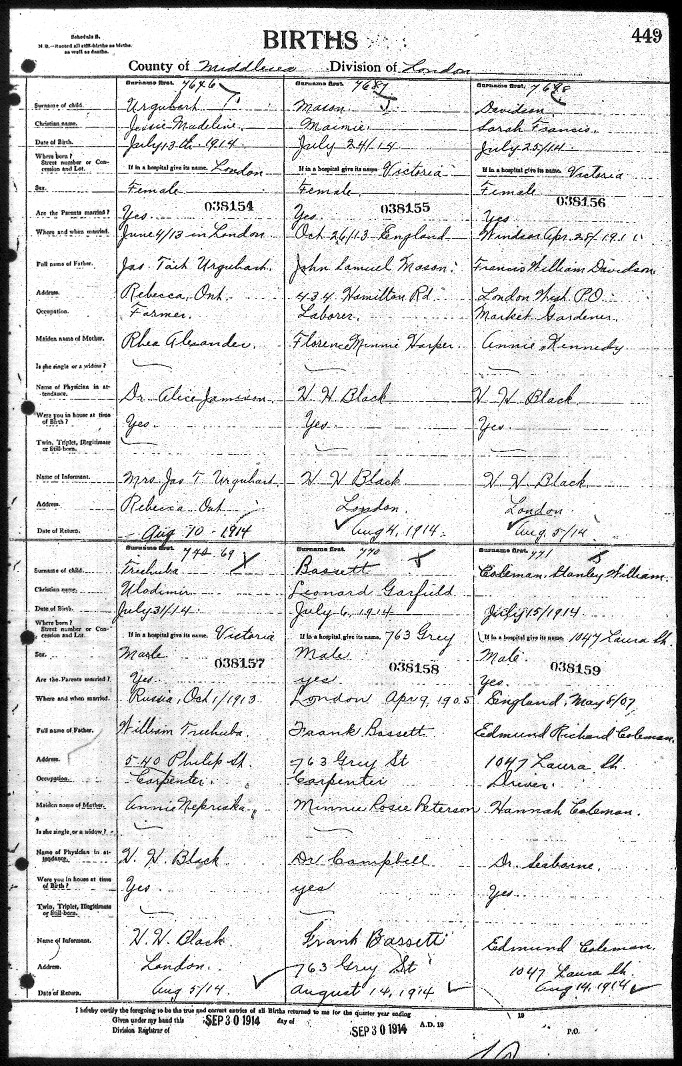 Schedule B.
N. B.—Record all still-births as births.
as well as deaths.
BIRTHS
449
County of Middlesex Division of London
Surname first. 7646
Surname of child. Urquhart
Christian name. Jessie Madeline.
Date of Birth. July 13th 1914
Where born?
Street number or Con-
cession and Lot. If in a hospital give its name. London
Sex. Female
038154
Are the Parents married? Yes.
Where and when married. June 4/13 in London
Full name of Father. Jas. Tait Urquhart.
Address. Rebecca, Ont.
Occupation. Farmer.
Maiden name of Mother. Rhea Alexander.
Is she single or a widow?
Name of Physician in at-
tendance. Dr. Alice Jamsson.
Were you in house at time
of Birth? Yes.
Twin, Triplet, Illegitimate
or Still-born.
Name of Informant. Mrs. Jas T. Urquhart.
Address. Rebecca Ont
Date of Return. Aug 10 - 1914
Surname first. 7687
Mason
Maimie.
July 24/14
If in a hospital give its name Victoria
Female
038155
Yes.
Oct 26/13 England
John Samuel Mason.
434 Hamilton Rd
Laborer.
Florence Minnie Harper.
W. W. Black
Yes.
W W Black
London.
Aug 4, 1914.
Surname first. 7688
Davidson
Sarah Francis.
July 25/14.
If in a hospital give its name Victoria
Female
038156
Yes
Windsor Apr. 28/1911
Francis William Davidson
London West. P.O.
Market Gardener.
Annie Kennedy
W W Black
Yes.
W W Black.
London
Aug. 5/14
Surname first. 69
Surname of child. Trehuba
Christian name. Wlodimir
Date of Birth. July 31/14.
Where born?
Street number or Con-
cession and Lot. If in a hospital give its name. Victoria
Sex. Marle
038157
Are the Parents married? Yes.
Where and when married. Russia, Oct 1/1913
Full name of Father. William Trehuba.
Address. 540 Philip St.
Occupation. Carpenter.
Maiden name of Mother. Annie Nepriaka.
Is she single, or a widow?
Name of Physician in at-
tendance. W. W. Black
Were you in house at time
of Birth? Yes.
Twin, Triplet, Illegitimate
or Still-born.
Name of Informant. W. W. Black
Address. London.
Date of Return. Aug 5/14
Surname first. 770
Bassett
Leonard Garfield
July 6, 1914
If in a hospital give its name, 763 Grey
Male
038158
yes
London Apr 9, 1905
Frank Bassett.
763 Grey St
Carpenter
Minnie Rosie Peterson
Dr Campbell
yes
Frank Bassett
763 Grey St
August 14, 1914
Surname first. 771
Coleman. Stanley William.
July 15/1914.
If in a hospital give its name. 1047 Laura St.
Male.
038159
Yes.
England, May 8/07
Edmund Richard Coleman.
1047 Laura St.
Driver.
Hannah Coleman.
Dr. Seaborne.
Yes.
Edmund Coleman.
1047 Laura St.
Aug 14, 1914
I hereby certify the foregoing to be the true and correct entries of all Births returned to me for the quarter year ending 19
Given under my hand this SEP 30 1914 day of SEP 30 1914 A.D. 19
Division Registrar of P.O.